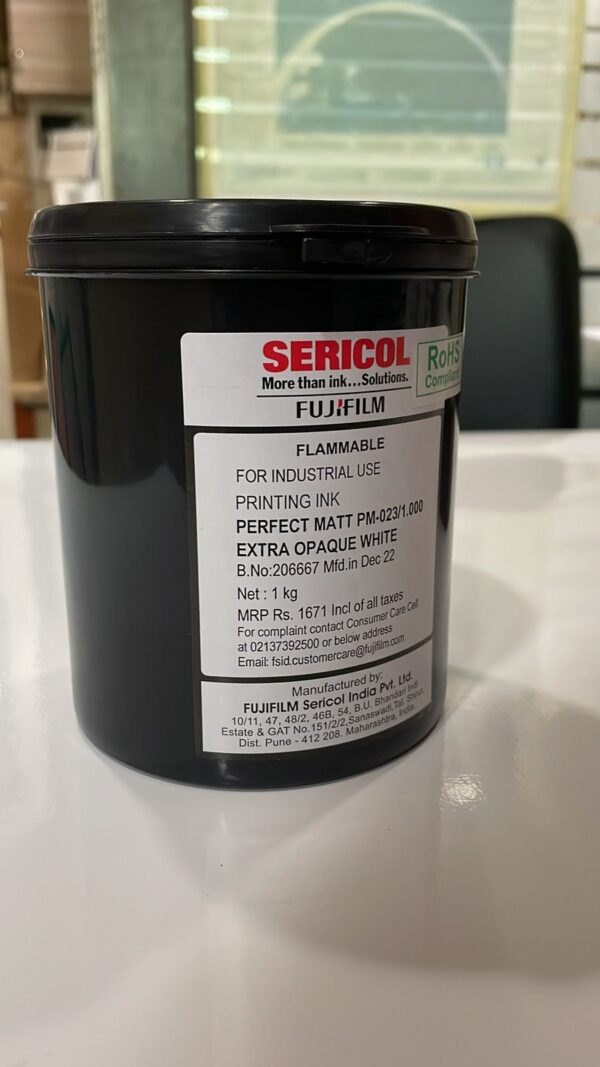 SERICOL
More than ink...Solutions.
FUJIFILM
RoHS
Compliant
FLAMMABLE
FOR INDUSTRIAL USE
PRINTING INK
PERFECT MATT PM-023/1.000
EXTRA OPAQUE WHITE
B.No:206667 Mfd.in Dec 22
Net : 1 kg
MRP Rs. 1671 Incl of all taxes
For complaint contact Consumer Care Cell
at 02137392500 or below address
Email: fsid.customercare@fujifilm.com
Manufactured by:
FUJIFILM Sericol India Pvt. Ltd.
10/11, 47, 48/2, 46B, 54, B.U. Bhandari Indl.
Estate & GAT No.151/2/2,Sanaswadi,Tal. Shirur,
Dist. Pune - 412 208. Maharashtra, India.